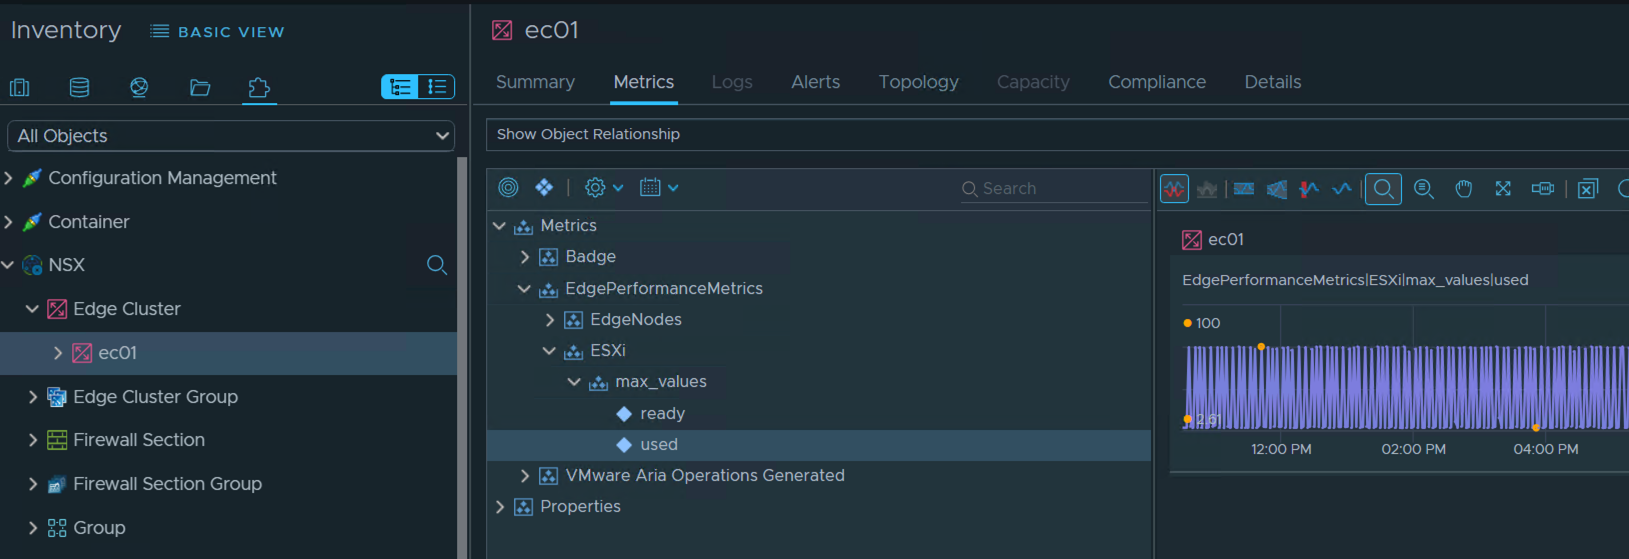 Inventory
BASIC VIEW
All Objects
Configuration Management
Container
NSX
Edge Cluster
ec01
Edge Cluster Group
Firewall Section
Firewall Section Group
Group
ec01
Summary Metrics Logs Alerts Topology Capacity Compliance Details
Show Object Relationship
Search
Metrics
Badge
EdgePerformanceMetrics
EdgeNodes
ESXi
max_values
ready
used
VMware Aria Operations Generated
Properties
ec01
EdgePerformanceMetrics|ESXi|max_values|used
100
2.61
12:00 PM 02:00 PM 04:00 PM